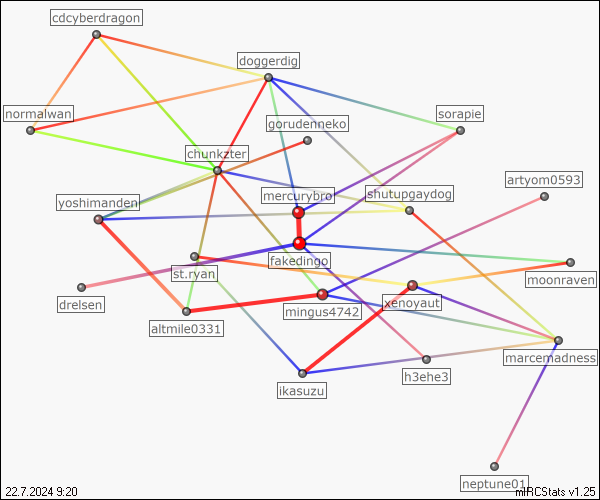 cdcyberdragon
doggerdig
normalwan
gorudenneko
sorapie
chunkzter
artyom0593
yoshimanden
mercurybro
shutupgaydog
st.ryan
fakedingo
moonraven
drelsen
xenoyaut
altmile0331
mingus4742
marcemadness
ikasuzu
h3ehe3
neptune01
22.7.2024 9:20
mIRCStats v1.25